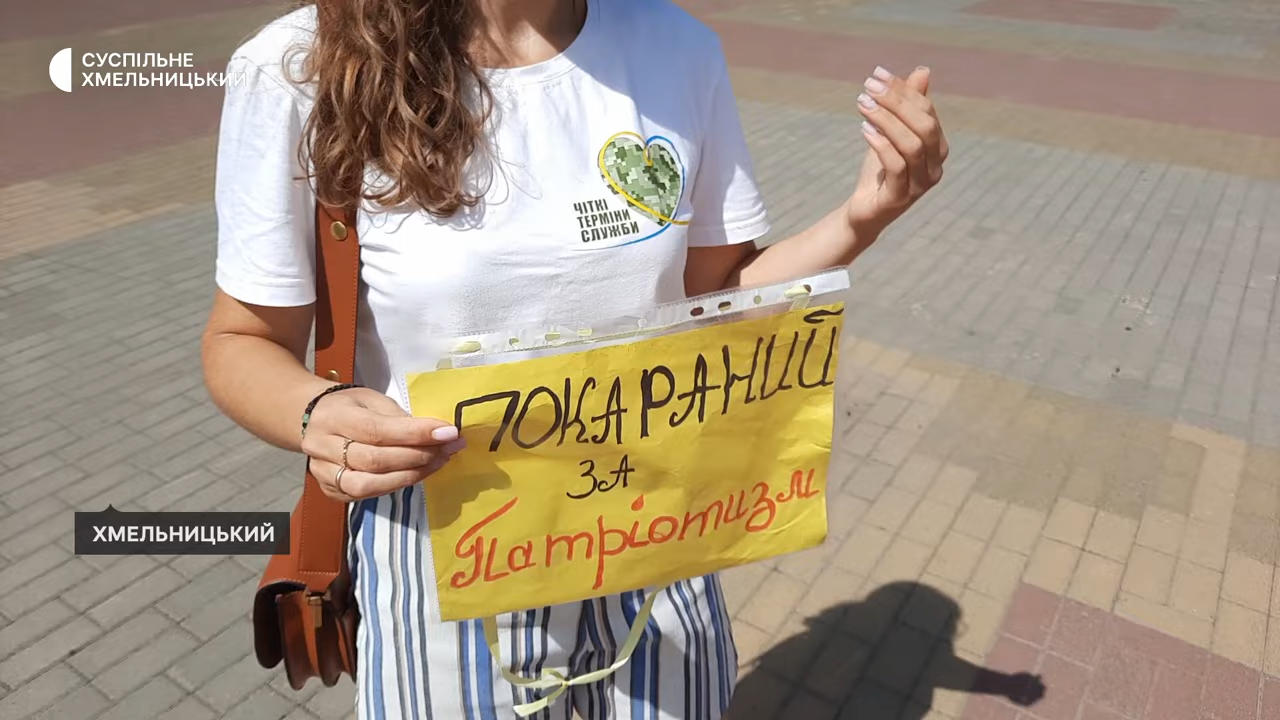 СУСПІЛЬНЕ
ХМЕЛЬНИЦЬКИЙ
ЧІТКІ
ТЕРМІНИ
СЛУЖБИ
ПОКАРАНИЙ
ЗА
Патріотизм
ХМЕЛЬНИЦЬКИЙ